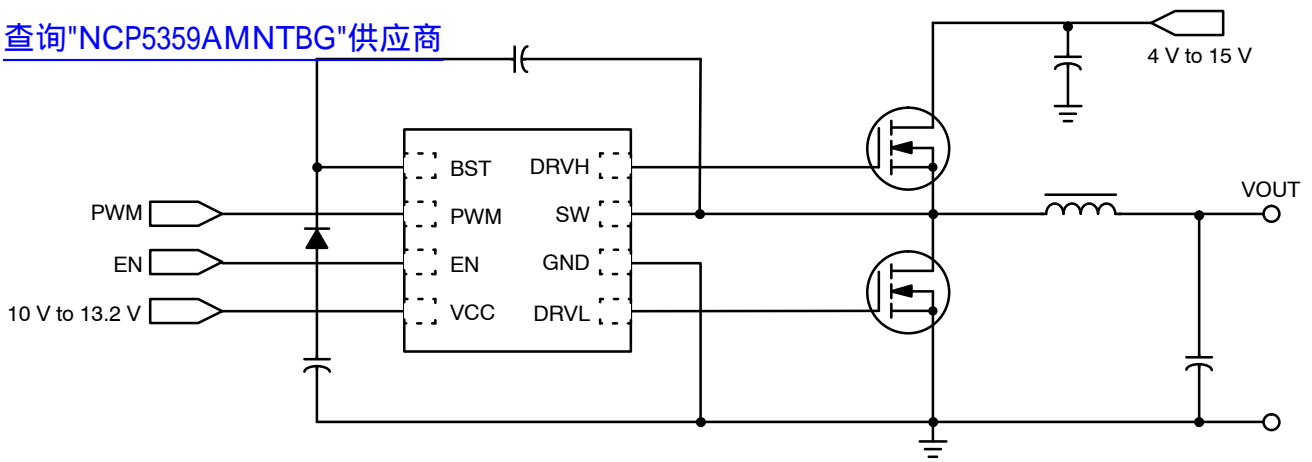 查询"NCP5359AMNTBG"供应商
4 V to 15 V
BST DRVH
PWM PWM SW VOUT
EN EN GND
10 V to 13.2 V VCC DRVL